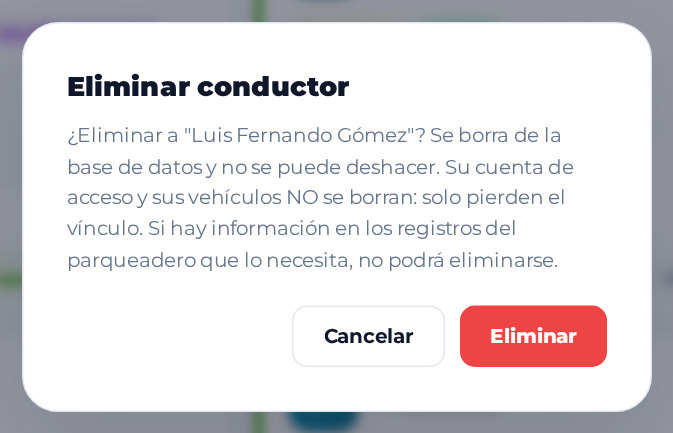 Eliminar conductor
¿Eliminar a "Luis Fernando Gómez"? Se borra de la
base de datos y no se puede deshacer. Su cuenta de
acceso y sus vehículos NO se borran: solo pierden el
vínculo. Si hay información en los registros del
parqueadero que lo necesita, no podrá eliminarse.
Cancelar
Eliminar